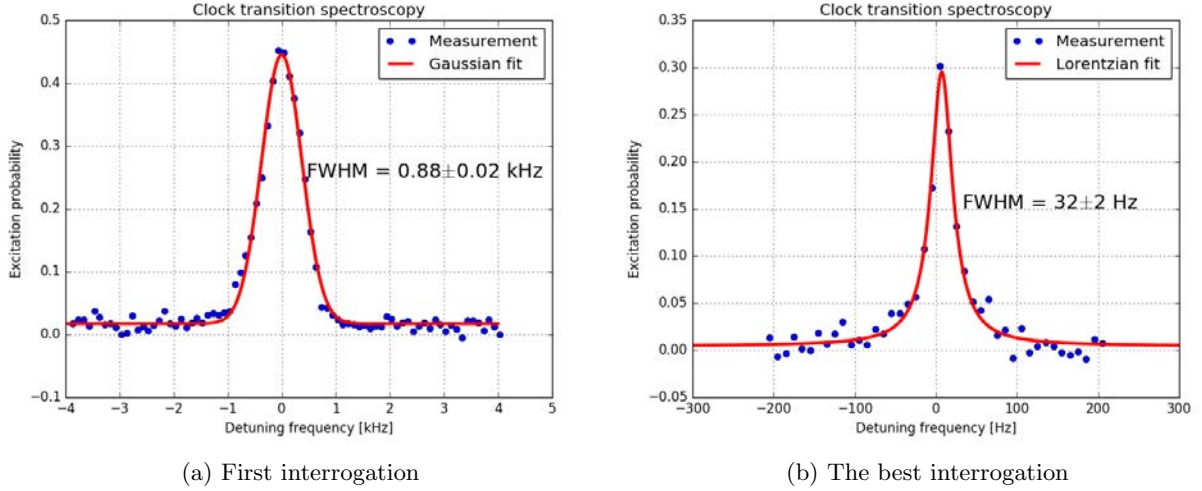 Clock transition spectroscopy
0.5
0.4
0.3
0.2
0.1
0.0
−0.1
Excitation probability
Measurement
Gaussian fit
FWHM = 0.88±0.02 kHz
−4 −3 −2 −1 0 1 2 3 4 5
Detuning frequency [kHz]
(a) First interrogation
Clock transition spectroscopy
0.35
0.30
0.25
0.20
0.15
0.10
0.05
0.00
−0.05
Excitation probability
Measurement
Lorentzian fit
FWHM = 32±2 Hz
−300 −200 −100 0 100 200 300
Detuning frequency [Hz]
(b) The best interrogation